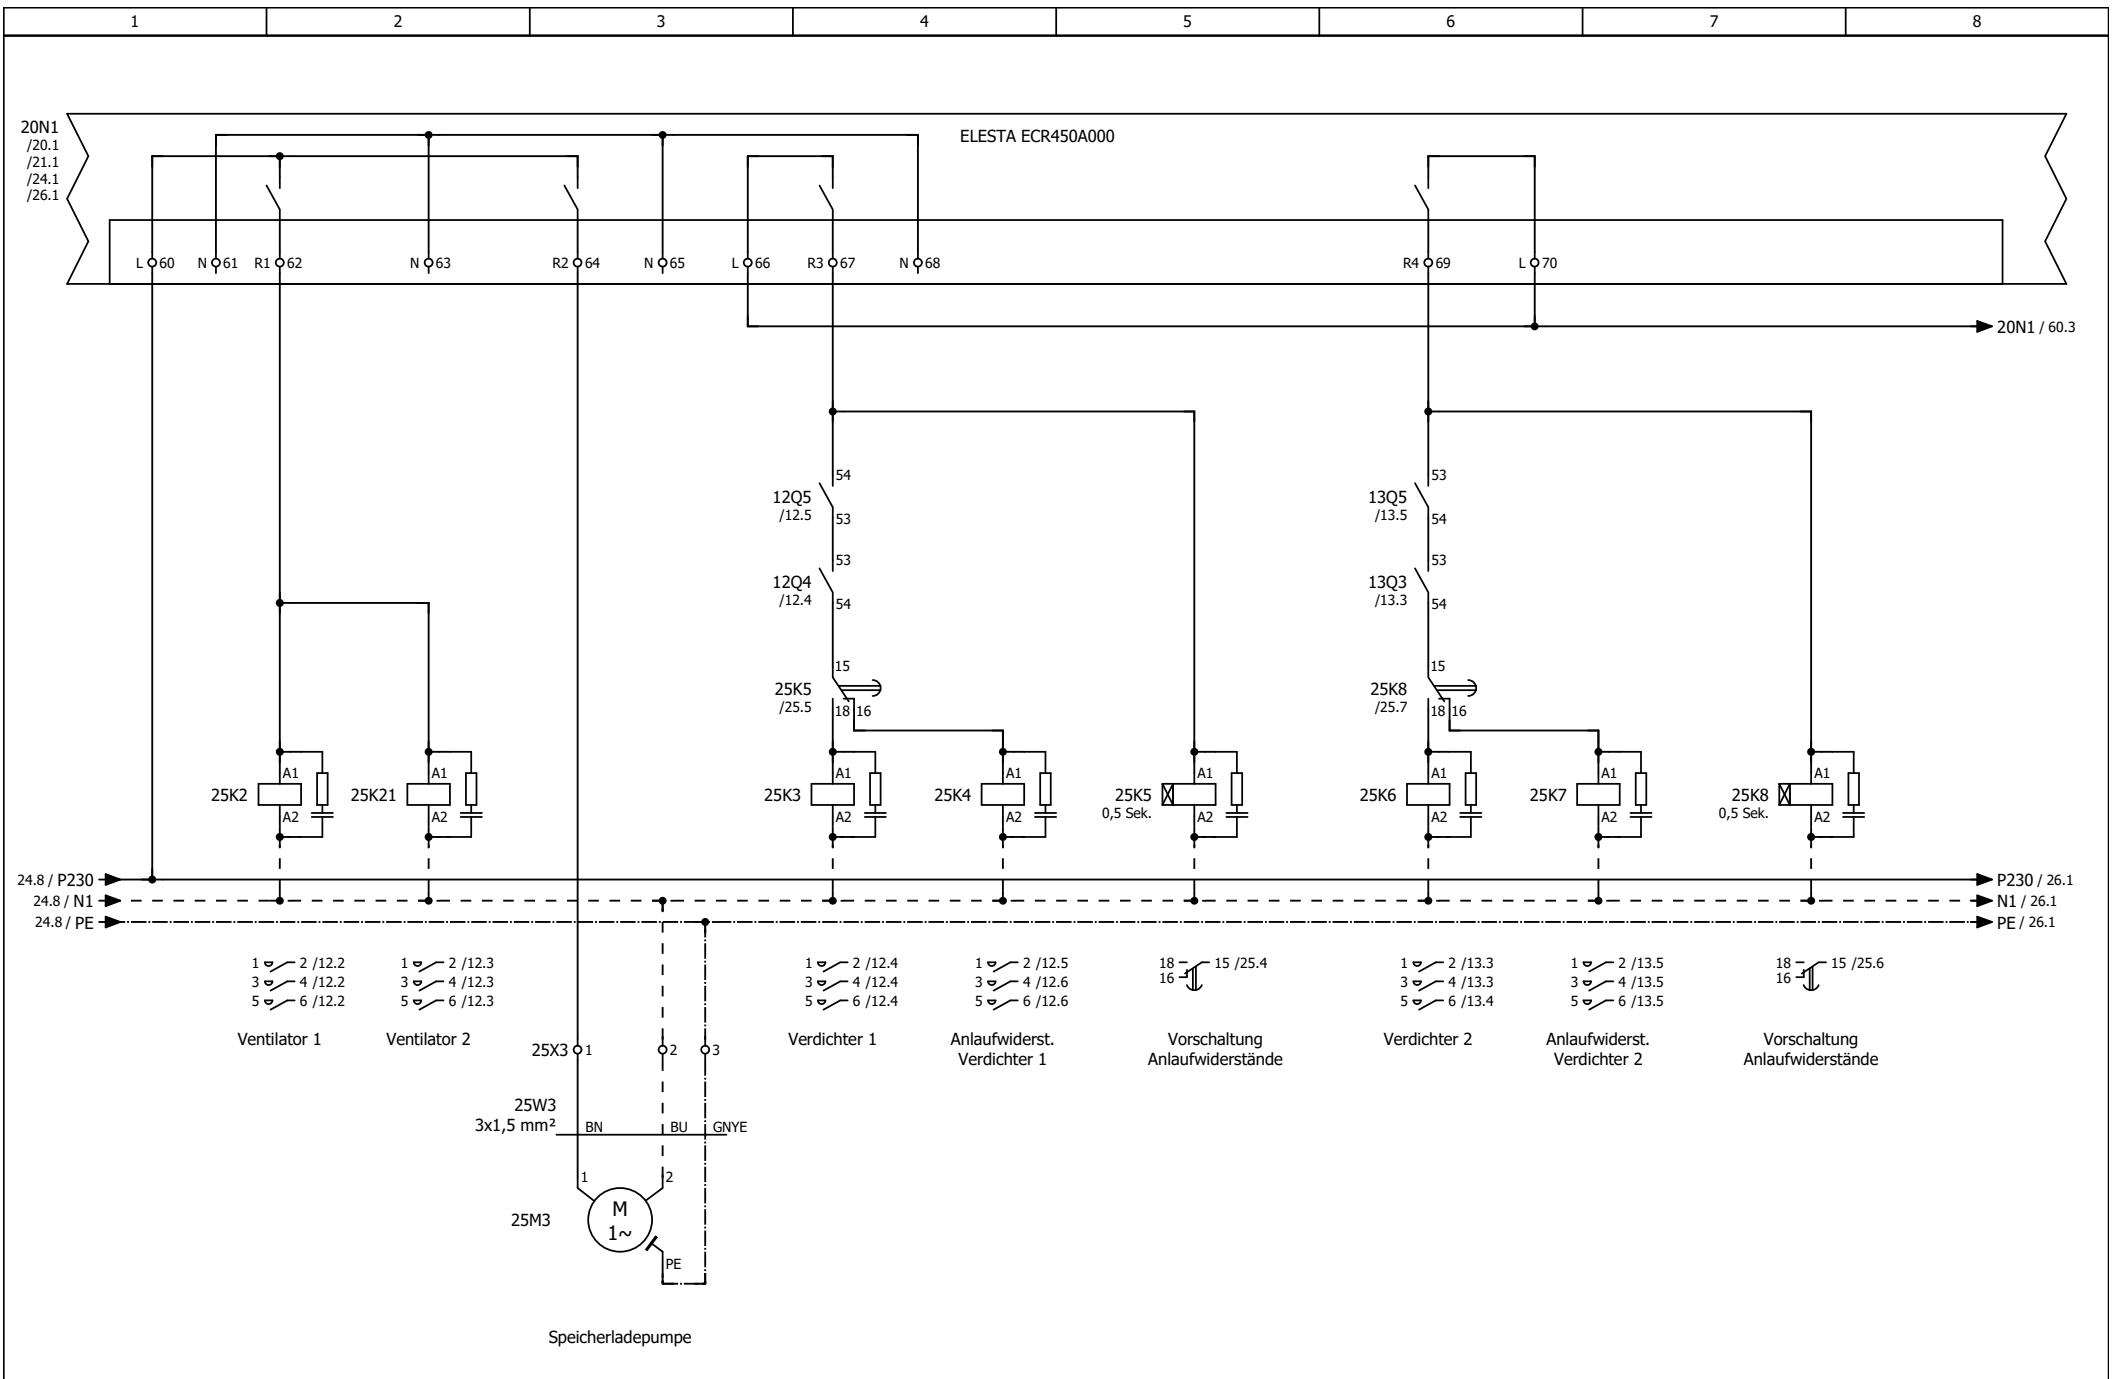 1 2 3 4 5 6 7 8
20N1
/20.1
/21.1
/24.1
/26.1
ELESTA ECR450A000
L 60 N 61 R1 62 N 63 R2 64 N 65 L 66 R3 67 N 68 R4 69 L 70
20N1 / 60.3
54 53
12Q5 13Q5
/12.5 53 /13.5 54
53 53
12Q4 13Q3
/12.4 54 /13.3 54
15 15
25K5 25K8
/25.5 18 16 /25.7 18 16
A1 A1 A1 A1 A1 A1 A1 A1
25K2 25K21 25K3 25K4 25K5 25K6 25K7 25K8
0,5 Sek. 0,5 Sek.
A2 A2 A2 A2 A2 A2 A2 A2
24.8 / P230 P230 / 26.1
24.8 / N1 N1 / 26.1
24.8 / PE PE / 26.1
1 2 /12.2 1 2 /12.3 1 2 /12.4 1 2 /12.5 18 15 /25.4 1 2 /13.3 1 2 /13.5 18 15 /25.6
3 4 /12.2 3 4 /12.3 3 4 /12.4 3 4 /12.6 16 3 4 /13.3 3 4 /13.5 16
5 6 /12.2 5 6 /12.3 5 6 /12.4 5 6 /12.6 5 6 /13.4 5 6 /13.5
Ventilator 1 Ventilator 2 Verdichter 1 Anlaufwiderst. Vorschaltung Verdichter 2 Anlaufwiderst. Vorschaltung
Verdichter 1 Anlaufwiderstände Verdichter 2 Anlaufwiderstände
25X3 1 2 3
25W3
3x1,5 mm² BN BU GNYE
1 2
25M3 M
1~
PE
Speicherladepumpe